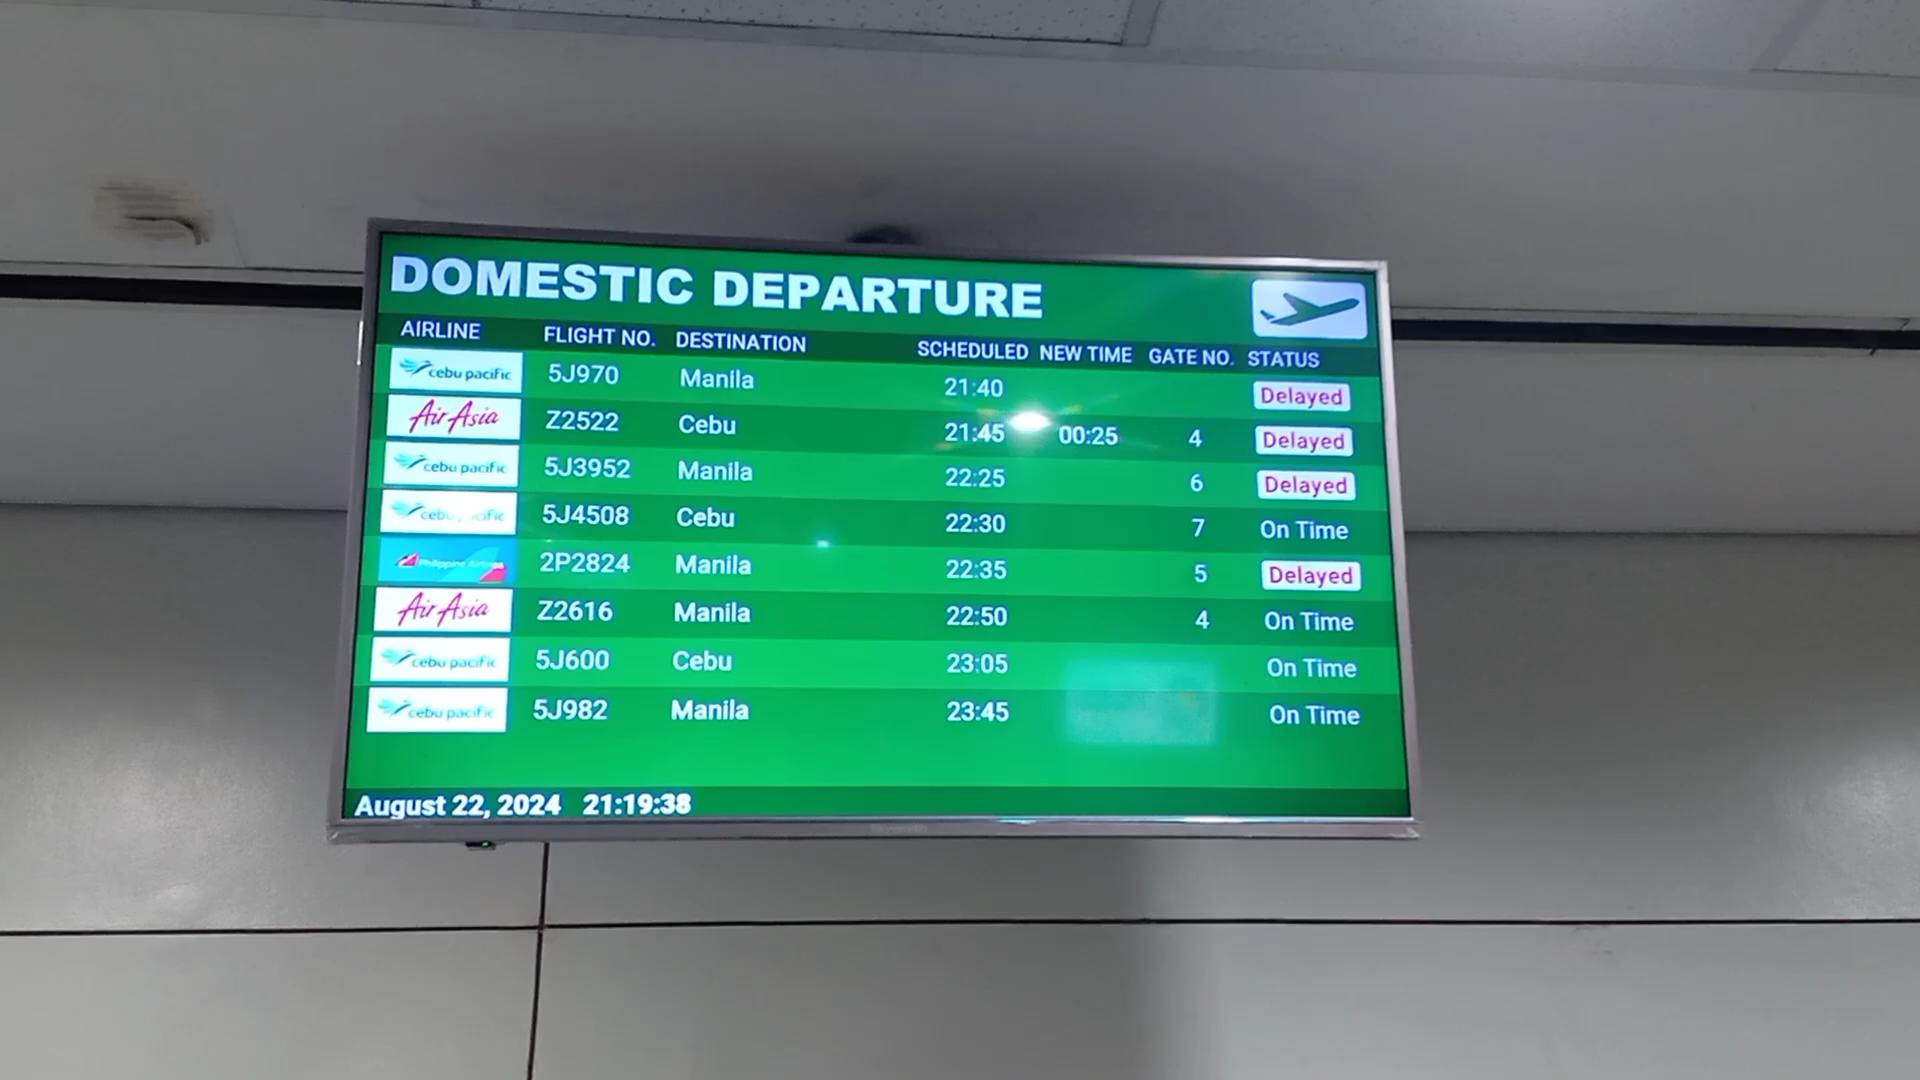 DOMESTIC DEPARTURE
AIRLINE FLIGHT NO. DESTINATION SCHEDULED NEW TIME GATE NO. STATUS
cebu pacific 5J970 Manila 21:40 Delayed
AirAsia Z2522 Cebu 21:45 00:25 4 Delayed
cebu pacific 5J3952 Manila 22:25 6 Delayed
cebu pacific 5J4508 Cebu 22:30 7 On Time
Philippine Airlines 2P2824 Manila 22:35 5 Delayed
AirAsia Z2616 Manila 22:50 4 On Time
cebu pacific 5J600 Cebu 23:05 On Time
cebu pacific 5J982 Manila 23:45 On Time
August 22, 2024 21:19:38